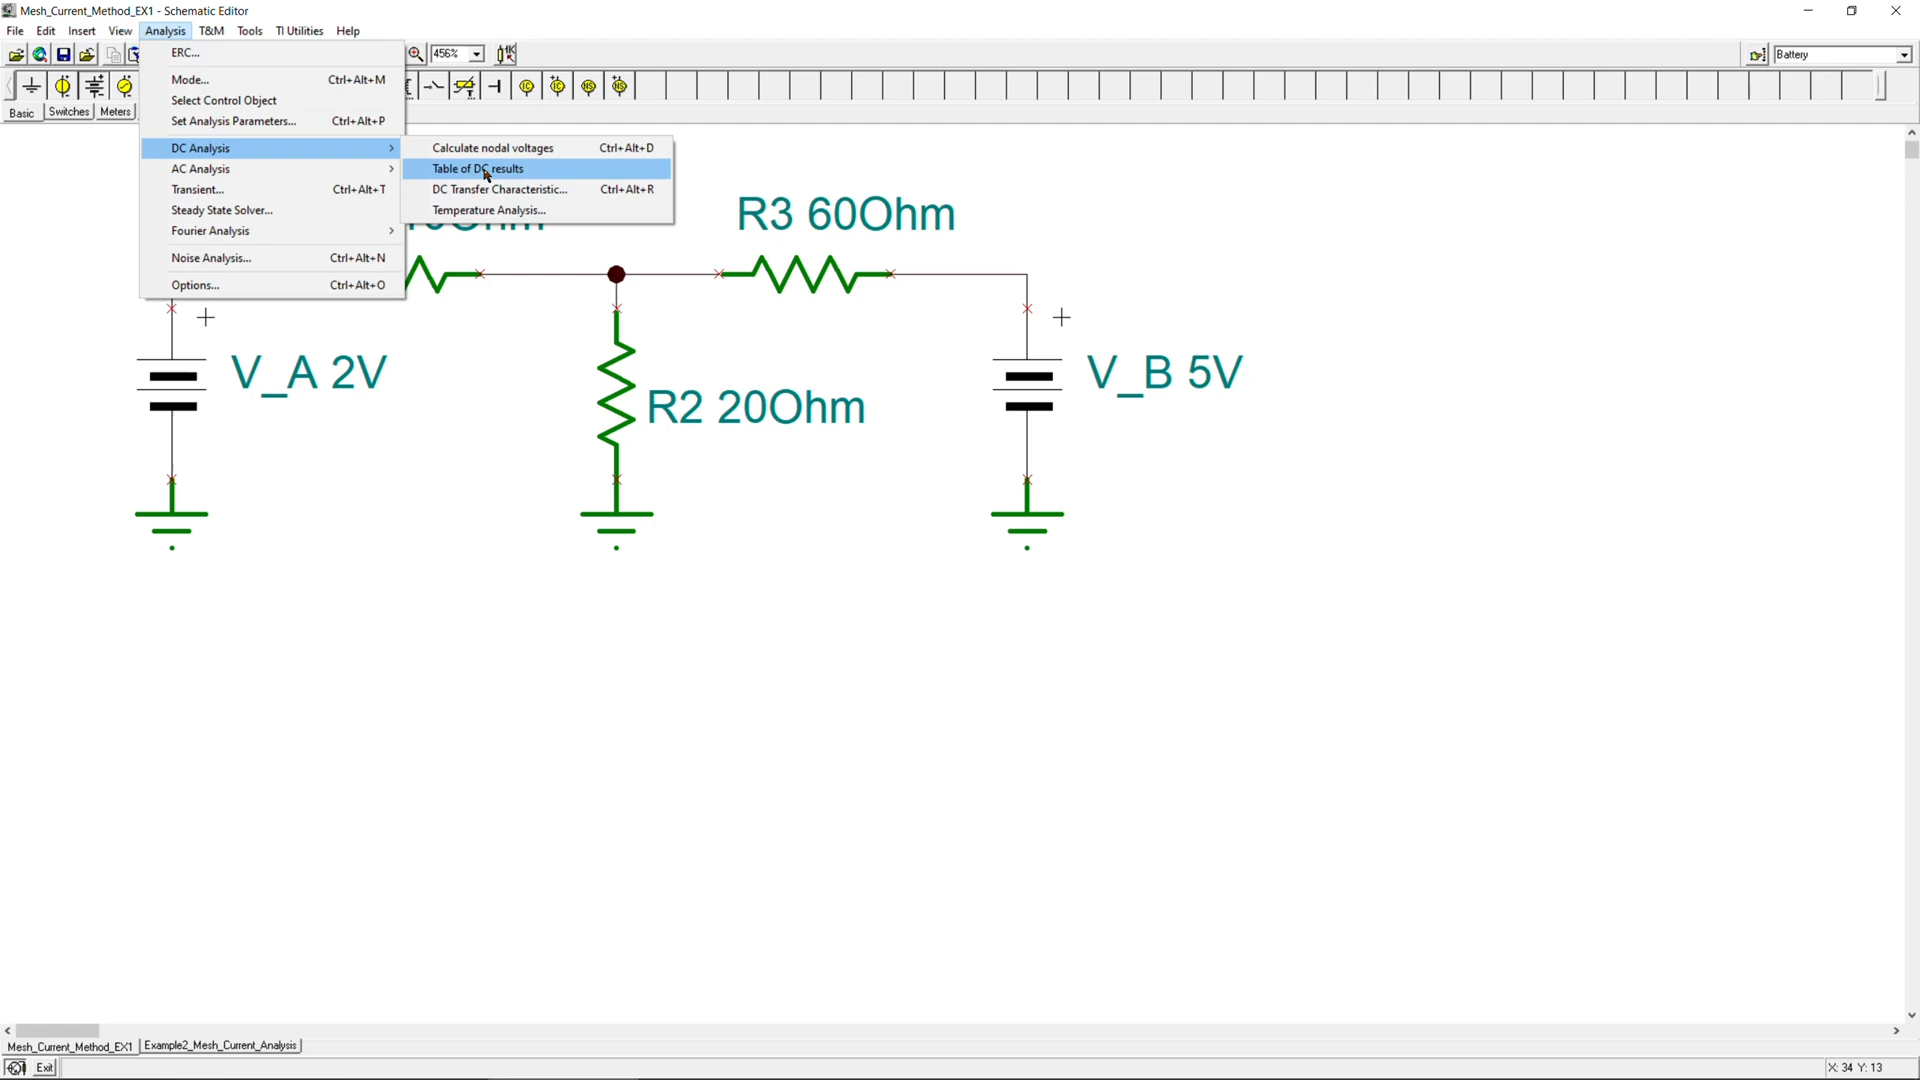 Mesh_Current_Method_EX1 - Schematic Editor
File Edit Insert View Analysis T&M Tools TI Utilities Help
456%
Battery
Basic Switches Meters
ERC...
Mode... Ctrl+Alt+M
Select Control Object
Set Analysis Parameters... Ctrl+Alt+P
DC Analysis
AC Analysis
Transient... Ctrl+Alt+T
Steady State Solver...
Fourier Analysis
Noise Analysis... Ctrl+Alt+N
Options... Ctrl+Alt+O
Calculate nodal voltages Ctrl+Alt+D
Table of DC results
DC Transfer Characteristic... Ctrl+Alt+R
Temperature Analysis...
R3 60Ohm
V_A 2V
R2 20Ohm
V_B 5V
Mesh_Current_Method_EX1 Example2_Mesh_Current_Analysis
Exit
X: 34 Y: 13